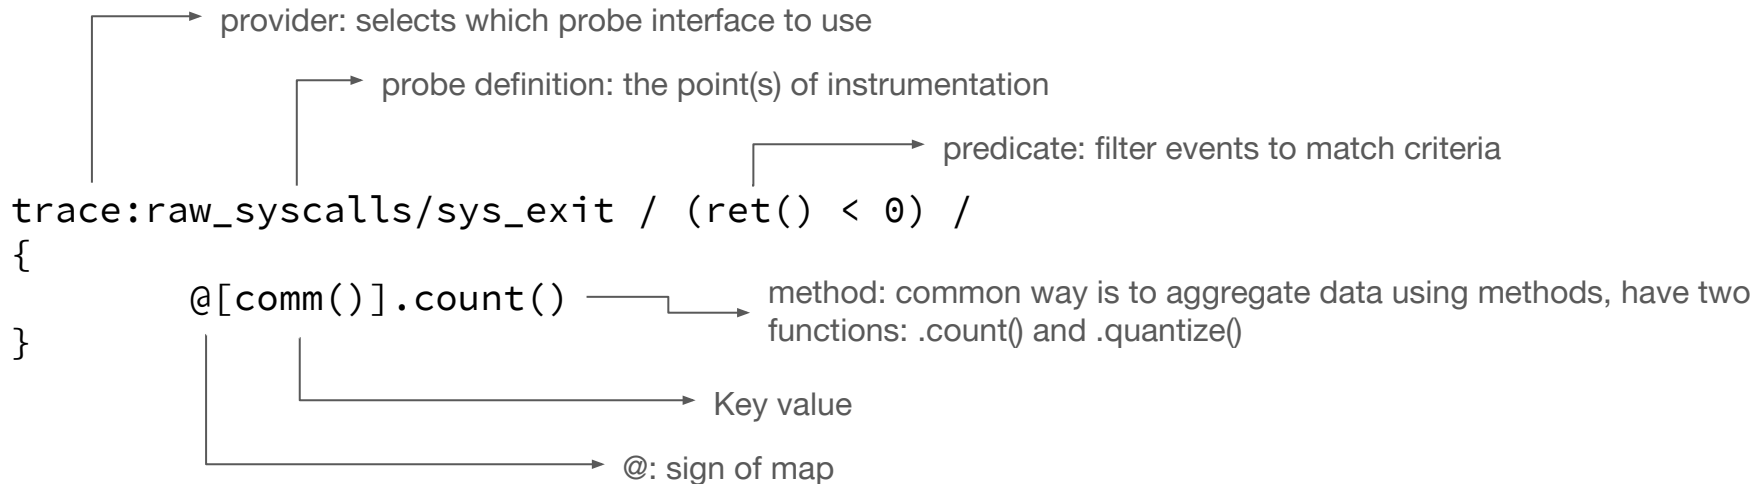 provider: selects which probe interface to use
probe definition: the point(s) of instrumentation
predicate: filter events to match criteria
trace:raw_syscalls/sys_exit / (ret() < 0) /
{
@[comm()].count()
method: common way is to aggregate data using methods, have two
functions: .count() and .quantize()
}
Key value
@: sign of map